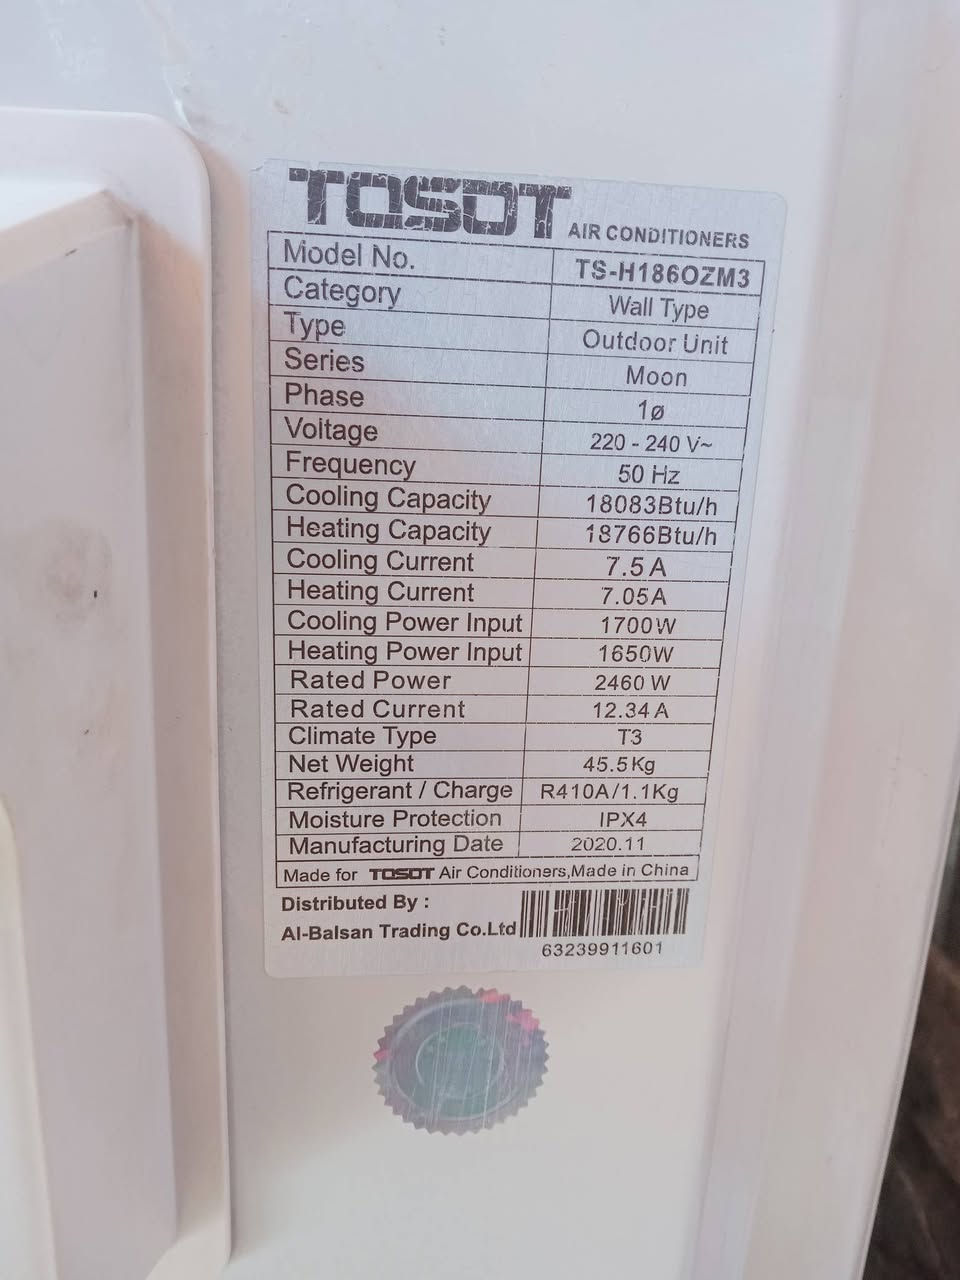 TOSOT AIR CONDITIONERS
Model No. TS-H186OZM3
Category Wall Type
Type Outdoor Unit
Series Moon
Phase 1ø
Voltage 220 - 240 V~
Frequency 50 Hz
Cooling Capacity 18083Btu/h
Heating Capacity 18766Btu/h
Cooling Current 7.5 A
Heating Current 7.05A
Cooling Power Input 1700W
Heating Power Input 1650W
Rated Power 2460 W
Rated Current 12.34 A
Climate Type T3
Net Weight 45.5Kg
Refrigerant / Charge R410A/1.1Kg
Moisture Protection IPX4
Manufacturing Date 2020.11
Made for TOSOT Air Conditioners,Made in China
Distributed By :
Al-Balsan Trading Co.Ltd
63239911601